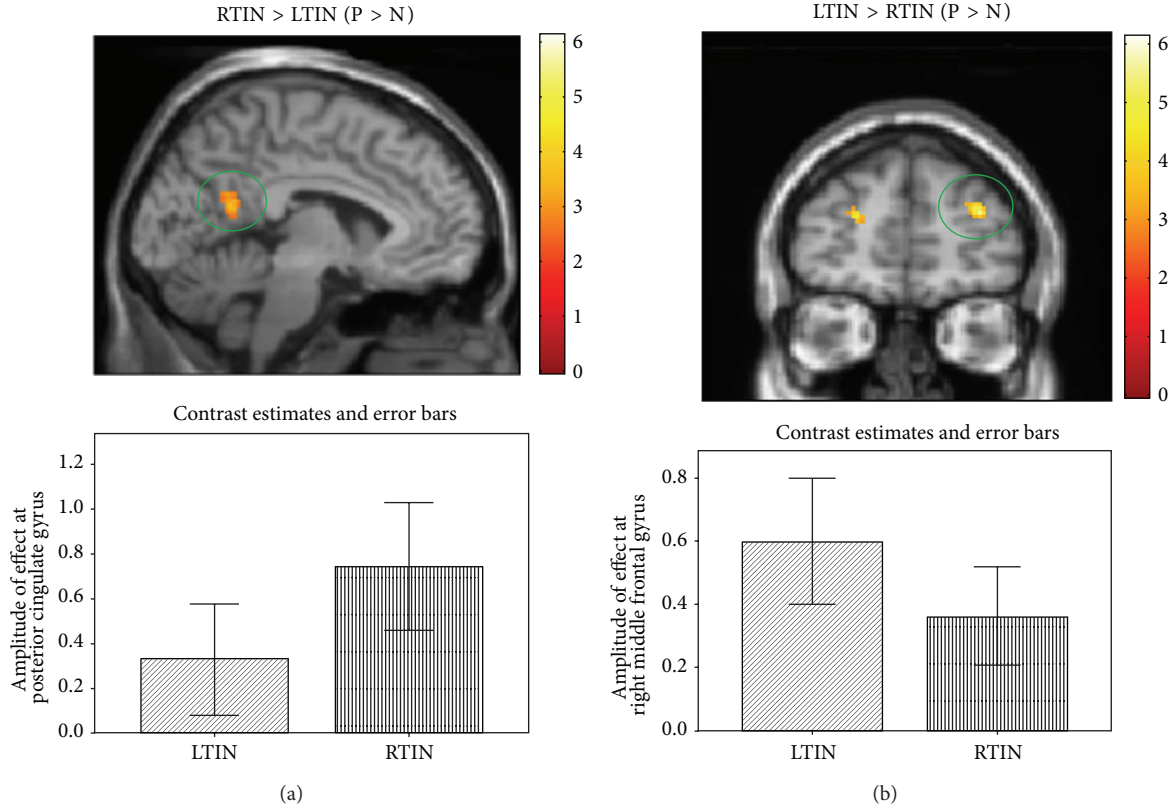 RTIN > LTIN (P > N)
6
5
4
3
2
1
0
Contrast estimates and error bars
Amplitude of effect at
posterior cingulate gyrus
1.2
1.0
0.8
0.6
0.4
0.2
0.0
LTIN
RTIN
(a)
LTIN > RTIN (P > N)
6
5
4
3
2
1
0
Contrast estimates and error bars
Amplitude of effect at
right middle frontal gyrus
0.8
0.6
0.4
0.2
0.0
LTIN
RTIN
(b)